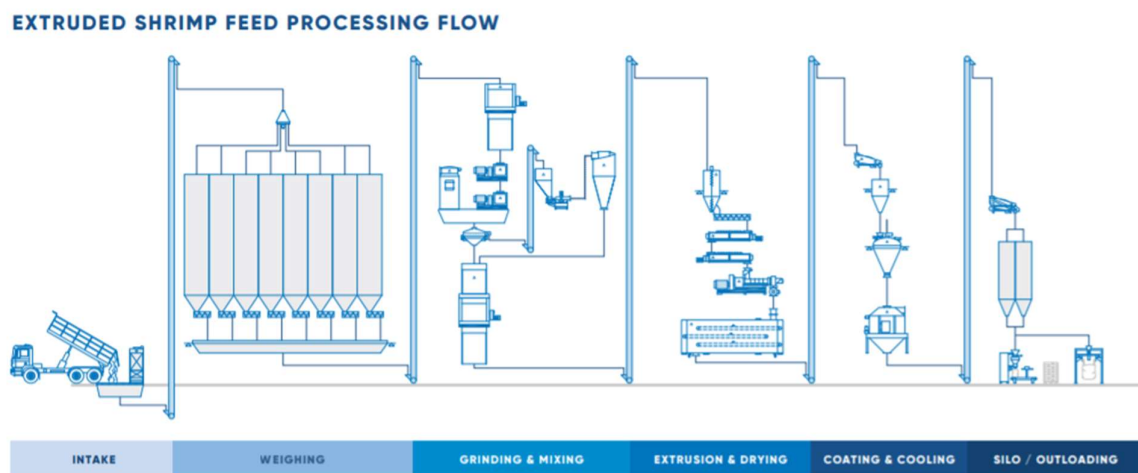 EXTRUDED SHRIMP FEED PROCESSING FLOW
INTAKE
WEIGHING
GRINDING & MIXING
EXTRUSION & DRYING
COATING & COOLING
SILO / OUTLOADING